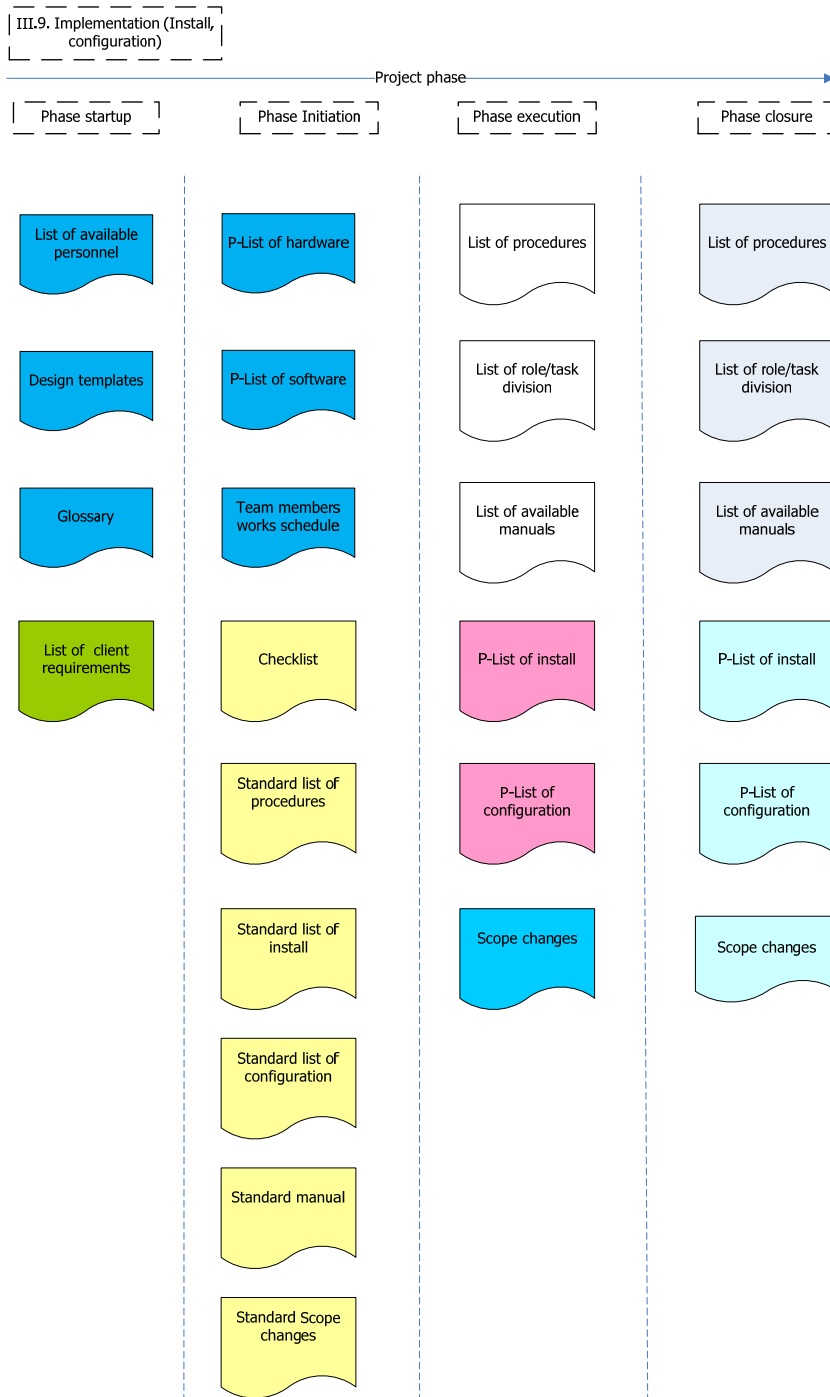 III.9. Implementation (Install,
configuration)
Project phase
Phase startup
Phase Initiation
Phase execution
Phase closure
List of available
personnel
Design templates
Glossary
List of client
requirements
P-List of hardware
P-List of software
Team members
works schedule
Checklist
Standard list of
procedures
Standard list of
install
Standard list of
configuration
Standard manual
Standard Scope
changes
List of procedures
List of role/task
division
List of available
manuals
P-List of install
P-List of
configuration
Scope changes
List of procedures
List of role/task
division
List of available
manuals
P-List of install
P-List of
configuration
Scope changes